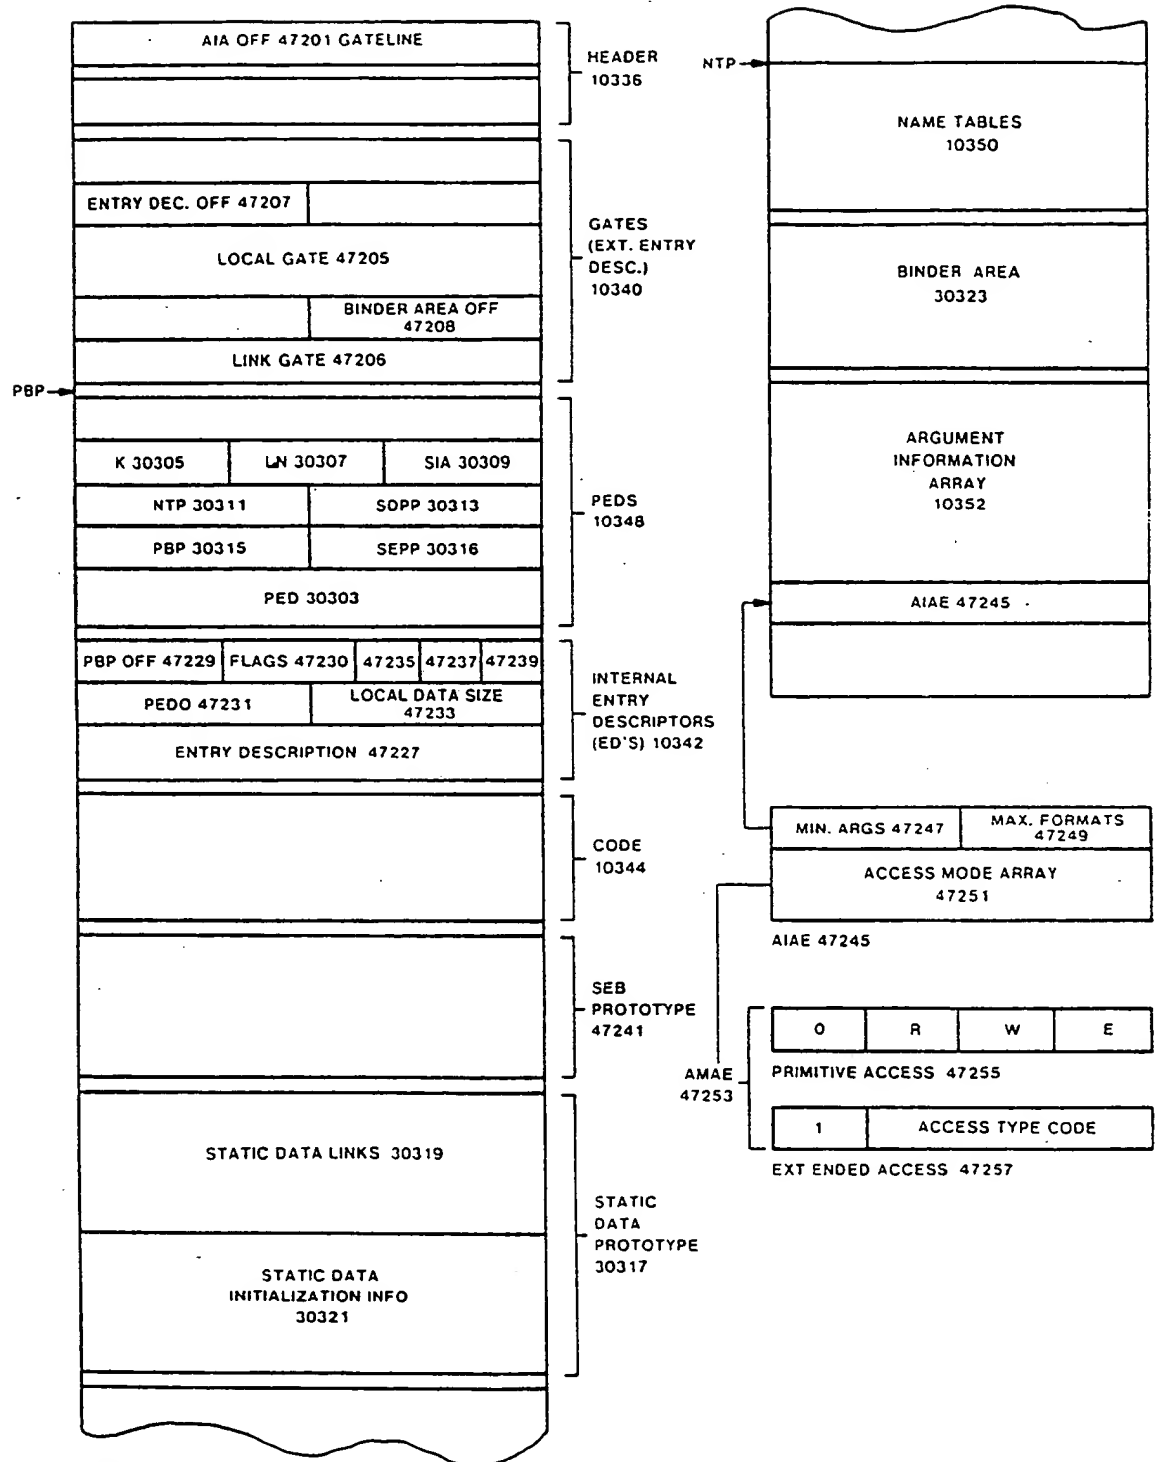 AIA OFF 47201 GATELINE
HEADER
10336
ENTRY DEC. OFF 47207
LOCAL GATE 47205
BINDER AREA OFF
47208
LINK GATE 47206
GATES
(EXT. ENTRY
DESC.)
10340
PBP
K 30305
LN 30307
SIA 30309
NTP 30311
SOPP 30313
PBP 30315
SEPP 30316
PED 30303
PEDS
10348
PBP OFF 47229
FLAGS 47230
47235
47237
47239
PEDO 47231
LOCAL DATA SIZE
47233
ENTRY DESCRIPTION 47227
INTERNAL
ENTRY
DESCRIPTORS
(ED'S) 10342
CODE
10344
SEB
PROTOTYPE
47241
STATIC DATA LINKS 30319
STATIC DATA
INITIALIZATION INFO
30321
STATIC
DATA
PROTOTYPE
30317
NTP
NAME TABLES
10350
BINDER AREA
30323
ARGUMENT
INFORMATION
ARRAY
10352
AIAE 47245
MIN. ARGS 47247
MAX. FORMATS
47249
ACCESS MODE ARRAY
47251
AIAE 47245
AMAE
47253
O
R
W
E
PRIMITIVE ACCESS 47255
1
ACCESS TYPE CODE
EXT ENDED ACCESS 47257